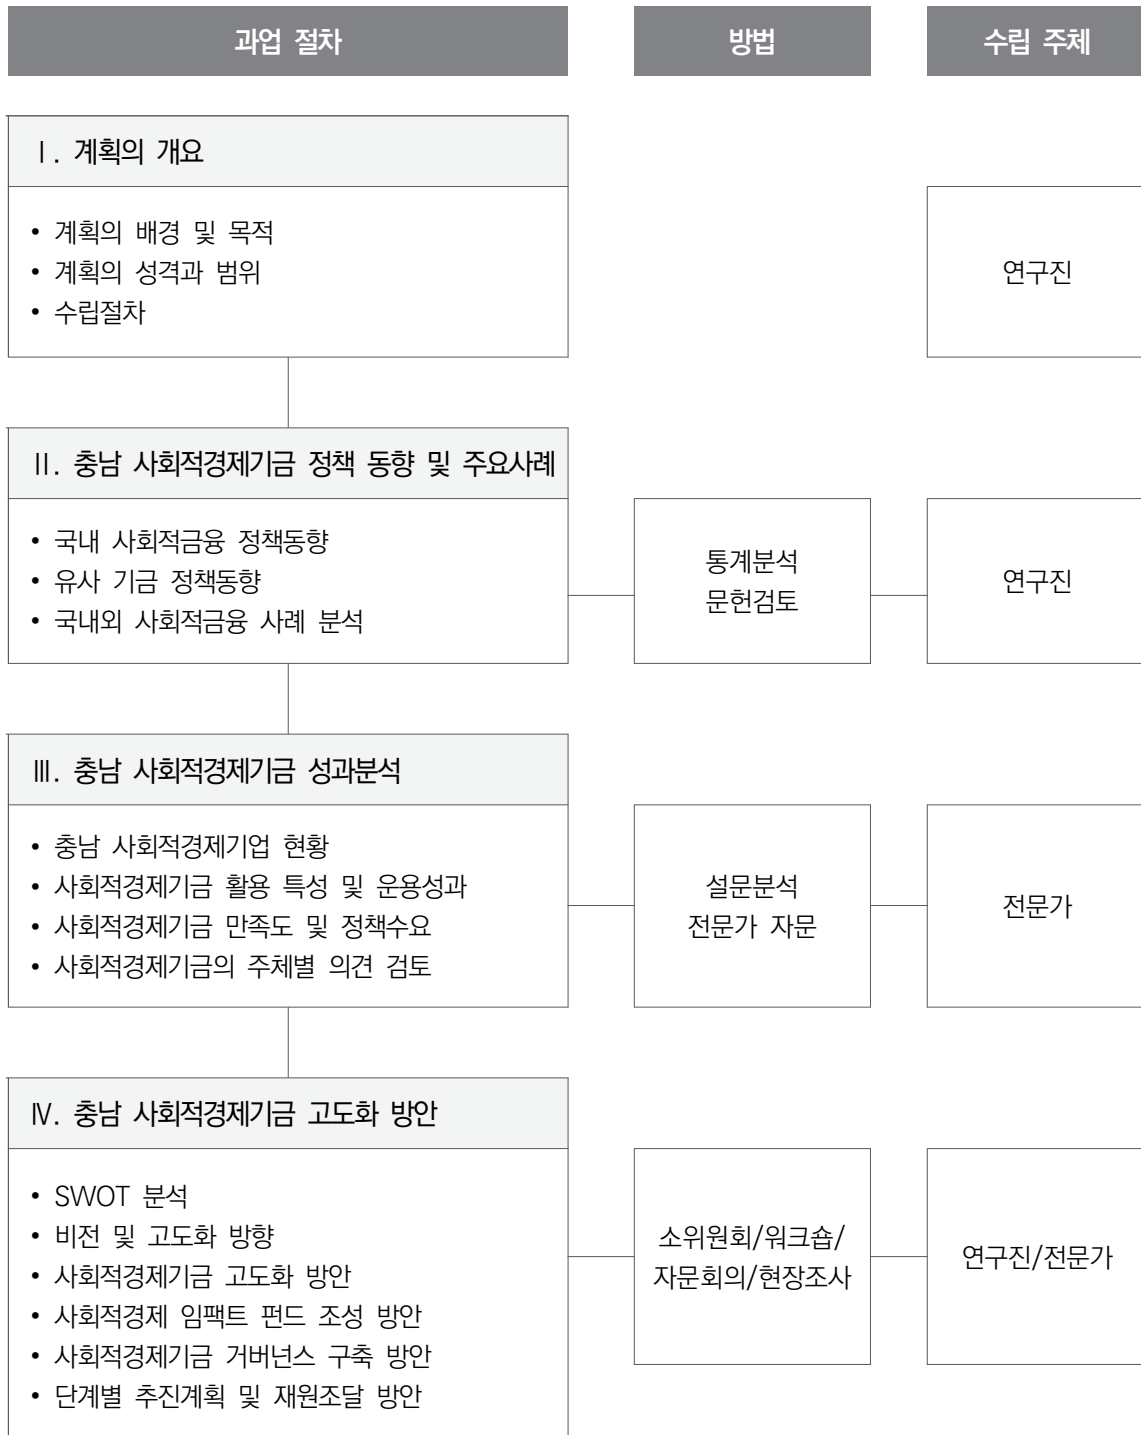 과업 절차
방법
수립 주체
Ⅰ. 계획의 개요
• 계획의 배경 및 목적
• 계획의 성격과 범위
• 수립절차
연구진
Ⅱ. 충남 사회적경제기금 정책 동향 및 주요사례
• 국내 사회적금융 정책동향
• 유사 기금 정책동향
• 국내외 사회적금융 사례 분석
통계분석
문헌검토
연구진
Ⅲ. 충남 사회적경제기금 성과분석
• 충남 사회적경제기업 현황
• 사회적경제기금 활용 특성 및 운용성과
• 사회적경제기금 만족도 및 정책수요
• 사회적경제기금의 주체별 의견 검토
설문분석
전문가 자문
전문가
Ⅳ. 충남 사회적경제기금 고도화 방안
• SWOT 분석
• 비전 및 고도화 방향
• 사회적경제기금 고도화 방안
• 사회적경제 임팩트 펀드 조성 방안
• 사회적경제기금 거버넌스 구축 방안
• 단계별 추진계획 및 재원조달 방안
소위원회/워크숍/
자문회의/현장조사
연구진/전문가